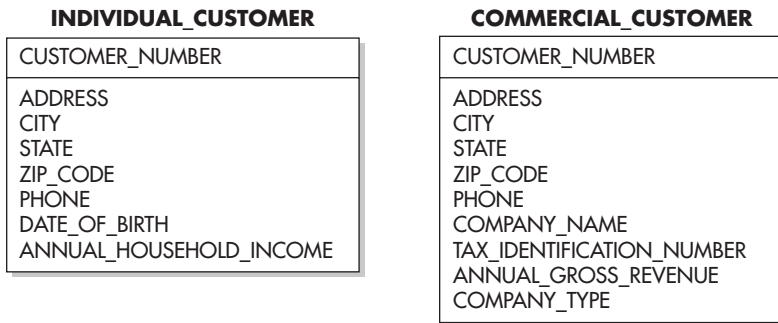 INDIVIDUAL_CUSTOMER
CUSTOMER_NUMBER
ADDRESS
CITY
STATE
ZIP_CODE
PHONE
DATE_OF_BIRTH
ANNUAL_HOUSEHOLD_INCOME
COMMERCIAL_CUSTOMER
CUSTOMER_NUMBER
ADDRESS
CITY
STATE
ZIP_CODE
PHONE
COMPANY_NAME
TAX_IDENTIFICATION_NUMBER
ANNUAL_GROSS_REVENUE
COMPANY_TYPE